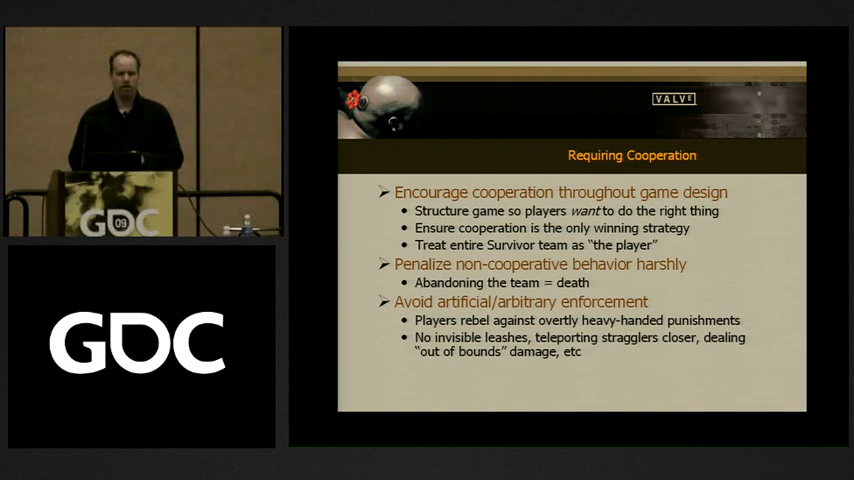 GDC
09
GDC
VALVE
Requiring Cooperation
➢ Encourage cooperation throughout game design
• Structure game so players want to do the right thing
• Ensure cooperation is the only winning strategy
• Treat entire Survivor team as "the player"
➢ Penalize non-cooperative behavior harshly
• Abandoning the team = death
➢ Avoid artificial/arbitrary enforcement
• Players rebel against overtly heavy-handed punishments
• No invisible leashes, teleporting stragglers closer, dealing
"out of bounds" damage, etc